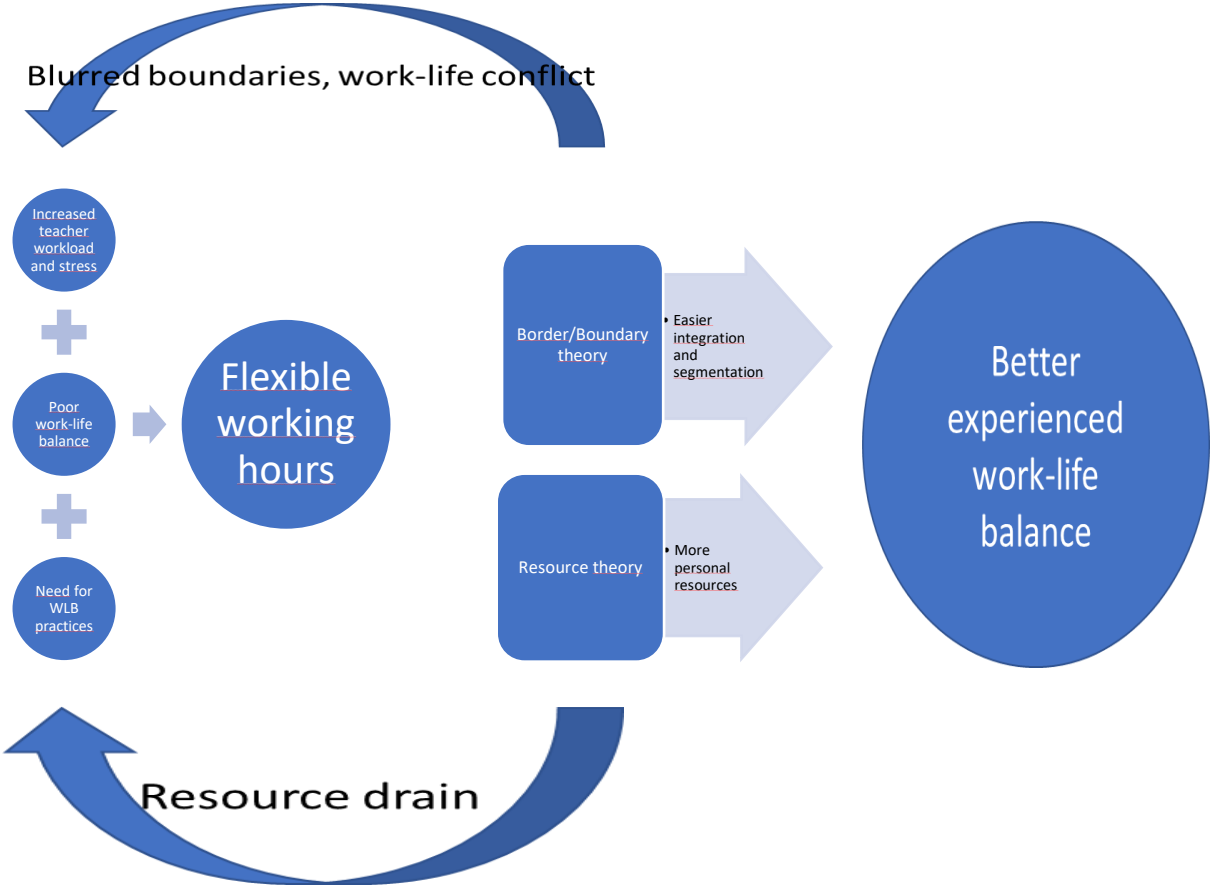 Blurred boundaries, work-life conflict
Increased
teacher
workload
and stress
Poor
work-life
balance
Need for
WLB
practices
Flexible
working
hours
Border/Boundary
theory
• Easier
integration
and
segmentation
Resource theory
• More
personal
resources
Better
experienced
work-life
balance
Resource drain